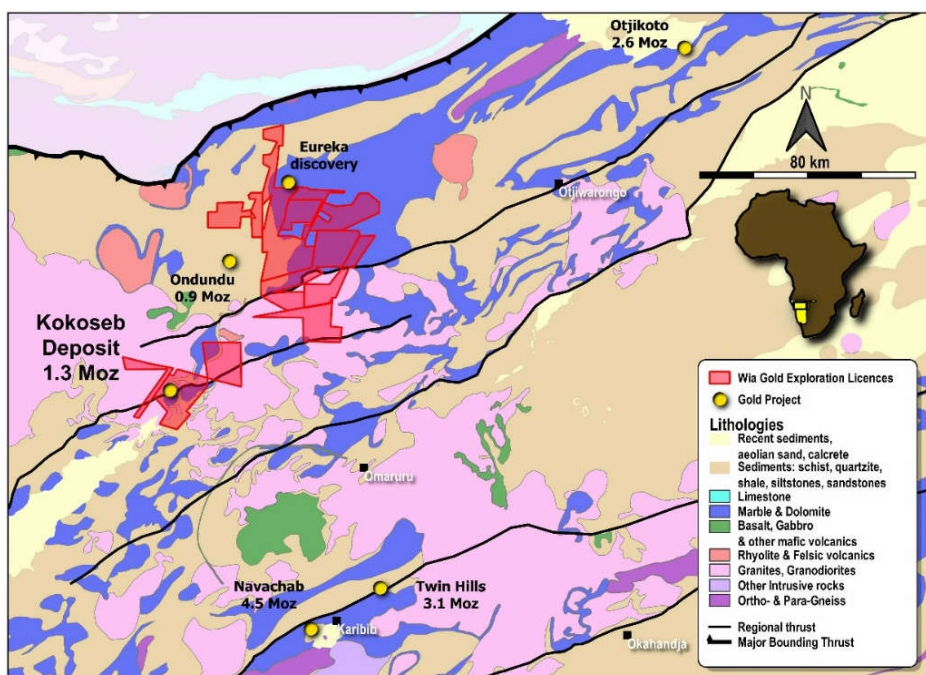 Otjikoto
2.6 Moz
N
80 km
Eureka
discovery
Otjiwarongo
Ondundu
0.9 Moz
Kokoseb
Deposit
1.3 Moz
Omaruru
Navachab
4.5 Moz
Twin Hills
3.1 Moz
Karibib
Okahandja
Wia Gold Exploration Licences
Gold Project
Lithologies
Recent sediments,
aeolian sand, calcrete
Sediments: schist, quartzite,
shale, siltstones, sandstones
Limestone
Marble & Dolomite
Basalt, Gabbro
& other mafic volcanics
Rhyolite & Felsic volcanics
Granites, Granodiorites
Other Intrusive rocks
Ortho- & Para-Gneiss
Regional thrust
Major Bounding Thrust